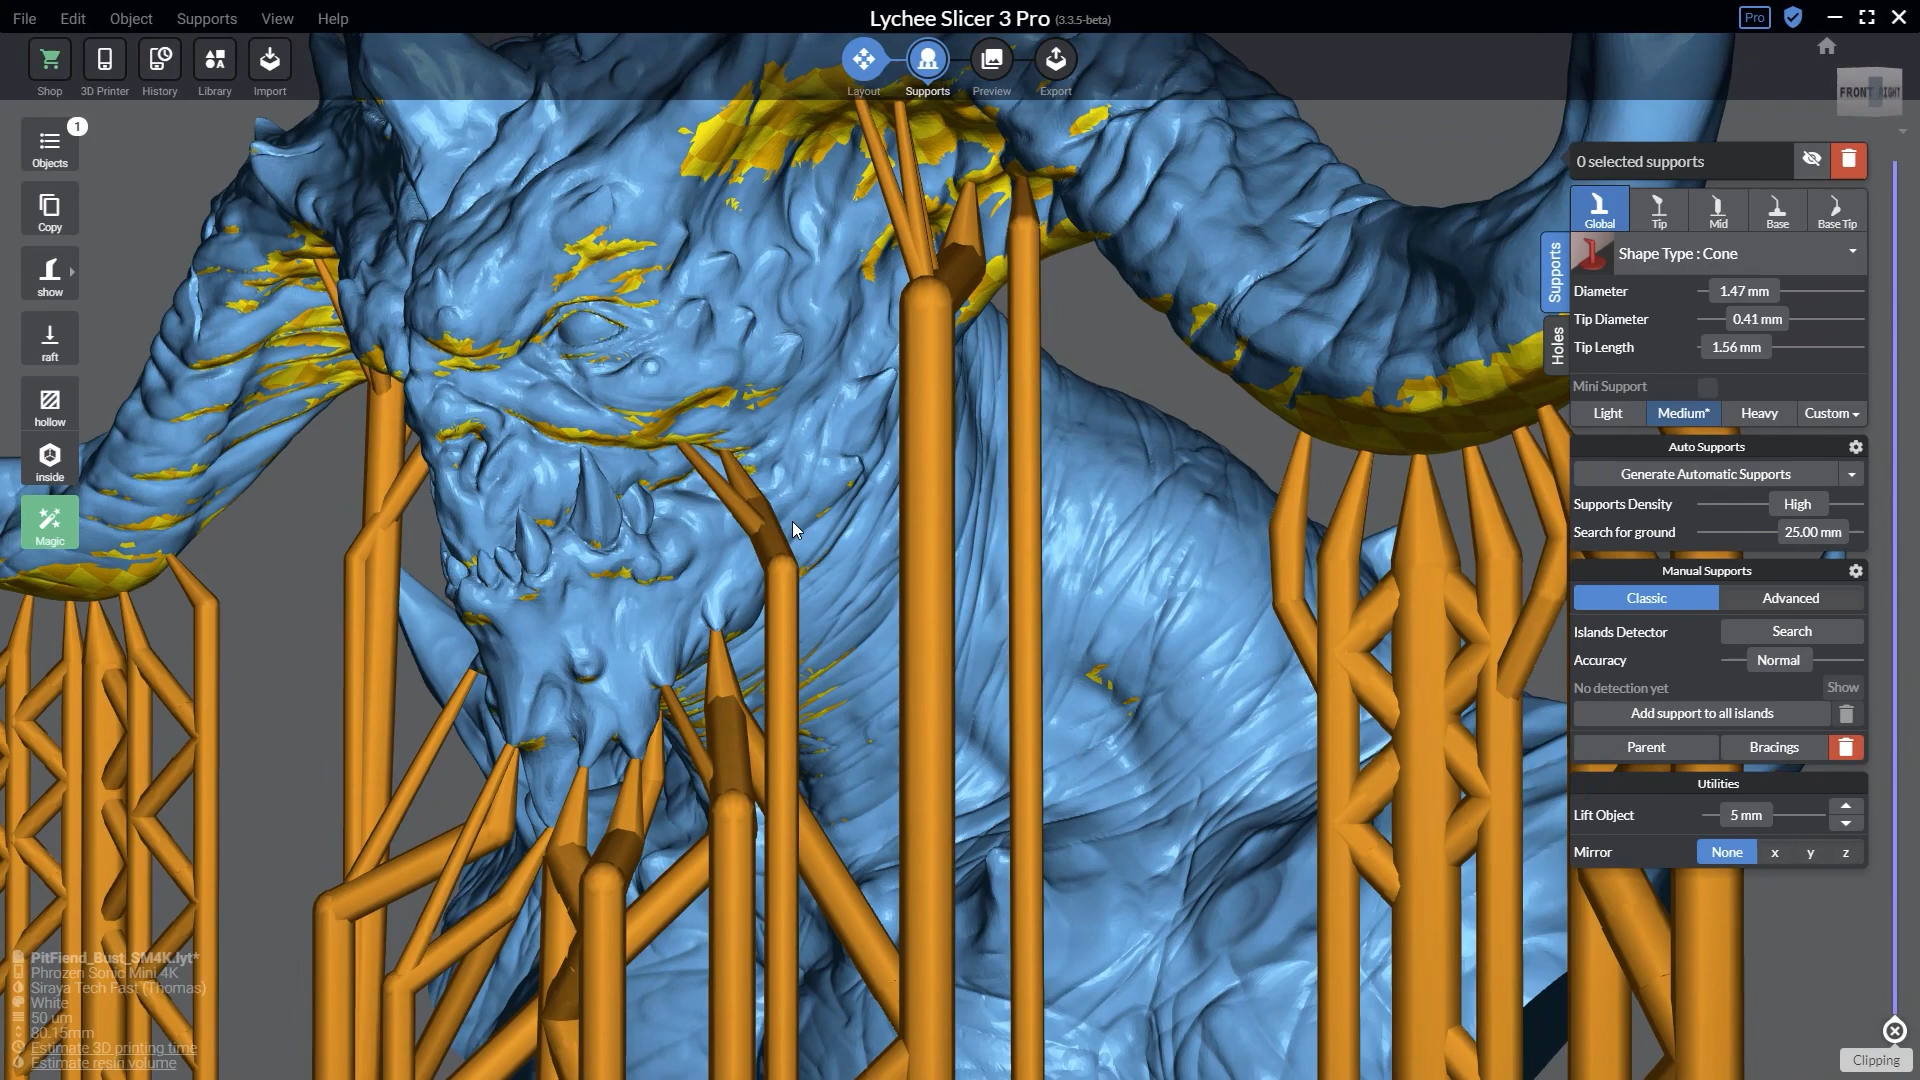 File Edit Object Supports View Help
Lychee Slicer 3 Pro (3.3.5-beta)
Pro
Shop 3D Printer History Library Import
Layout Supports Preview Export
FRONT RIGHT
1
Objects
Copy
show
raft
hollow
inside
Magic
0 selected supports
Global Tip Mid Base Base Tip
Supports
Holes
Shape Type : Cone
Diameter 1.47 mm
Tip Diameter 0.41 mm
Tip Length 1.56 mm
Mini Support
Light Medium* Heavy Custom
Auto Supports
Generate Automatic Supports
Supports Density High
Search for ground 25.00 mm
Manual Supports
Classic Advanced
Islands Detector Search
Accuracy Normal
No detection yet Show
Add support to all islands
Parent Bracings
Utilities
Lift Object 5 mm
Mirror None x y z
PitFiend_Bust_SM4K.lyt*
Phrozen Sonic Mini 4K
Siraya Tech Fast (Thomas)
White
50 um
80.15mm
Estimate 3D printing time
Estimate resin volume
Clipping